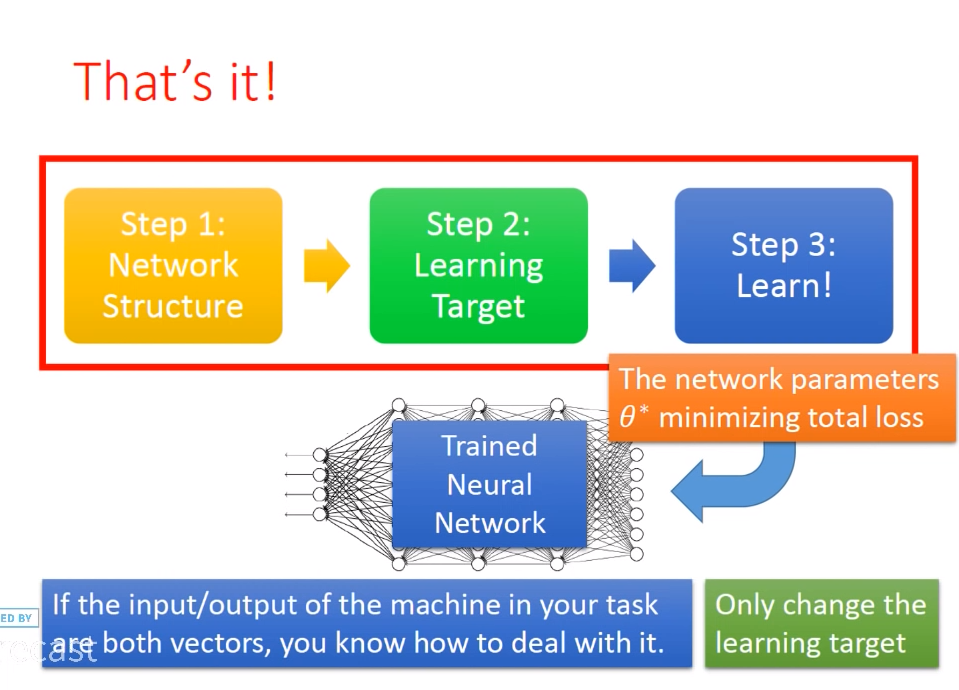 That's it!
Step 1:
Network
Structure
Step 2:
Learning
Target
Step 3:
Learn!
The network parameters
θ* minimizing total loss
Trained
Neural
Network
If the input/output of the machine in your task
are both vectors, you know how to deal with it.
Only change the
learning target
ED BY
ocast